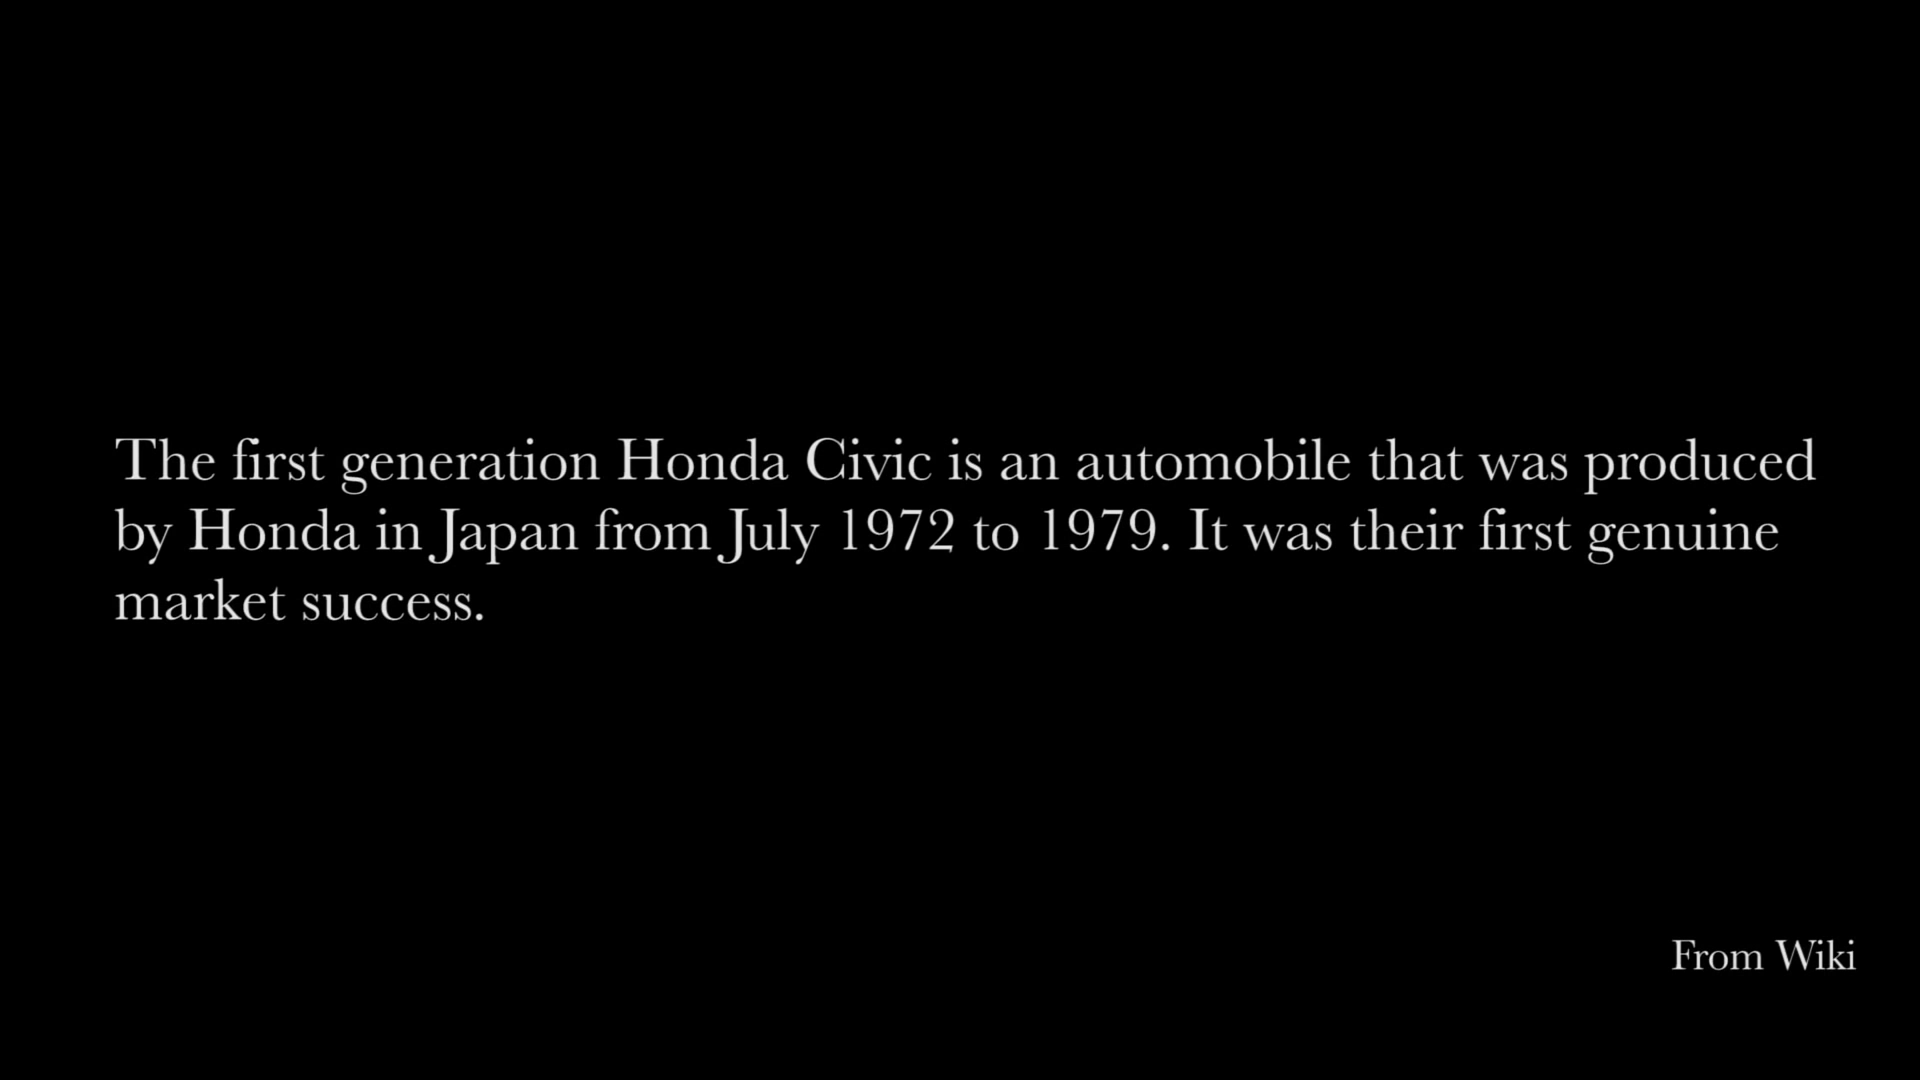 The first generation Honda Civic is an automobile that was produced
by Honda in Japan from July 1972 to 1979. It was their first genuine
market success.
From Wiki